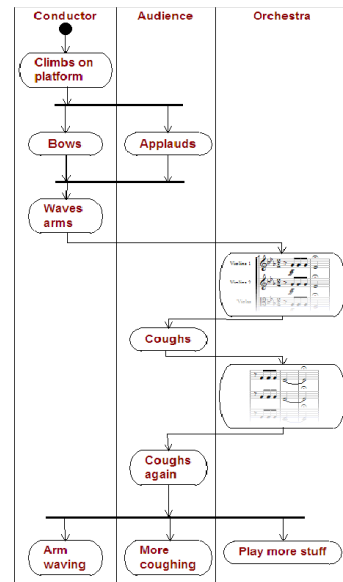 Conductor
Audience
Orchestra
Climbs on
platform
Bows
Applauds
Waves
arms
Violins 1
Violins 2
Violas
Coughs
Coughs
again
Arm
waving
More
coughing
Play more stuff